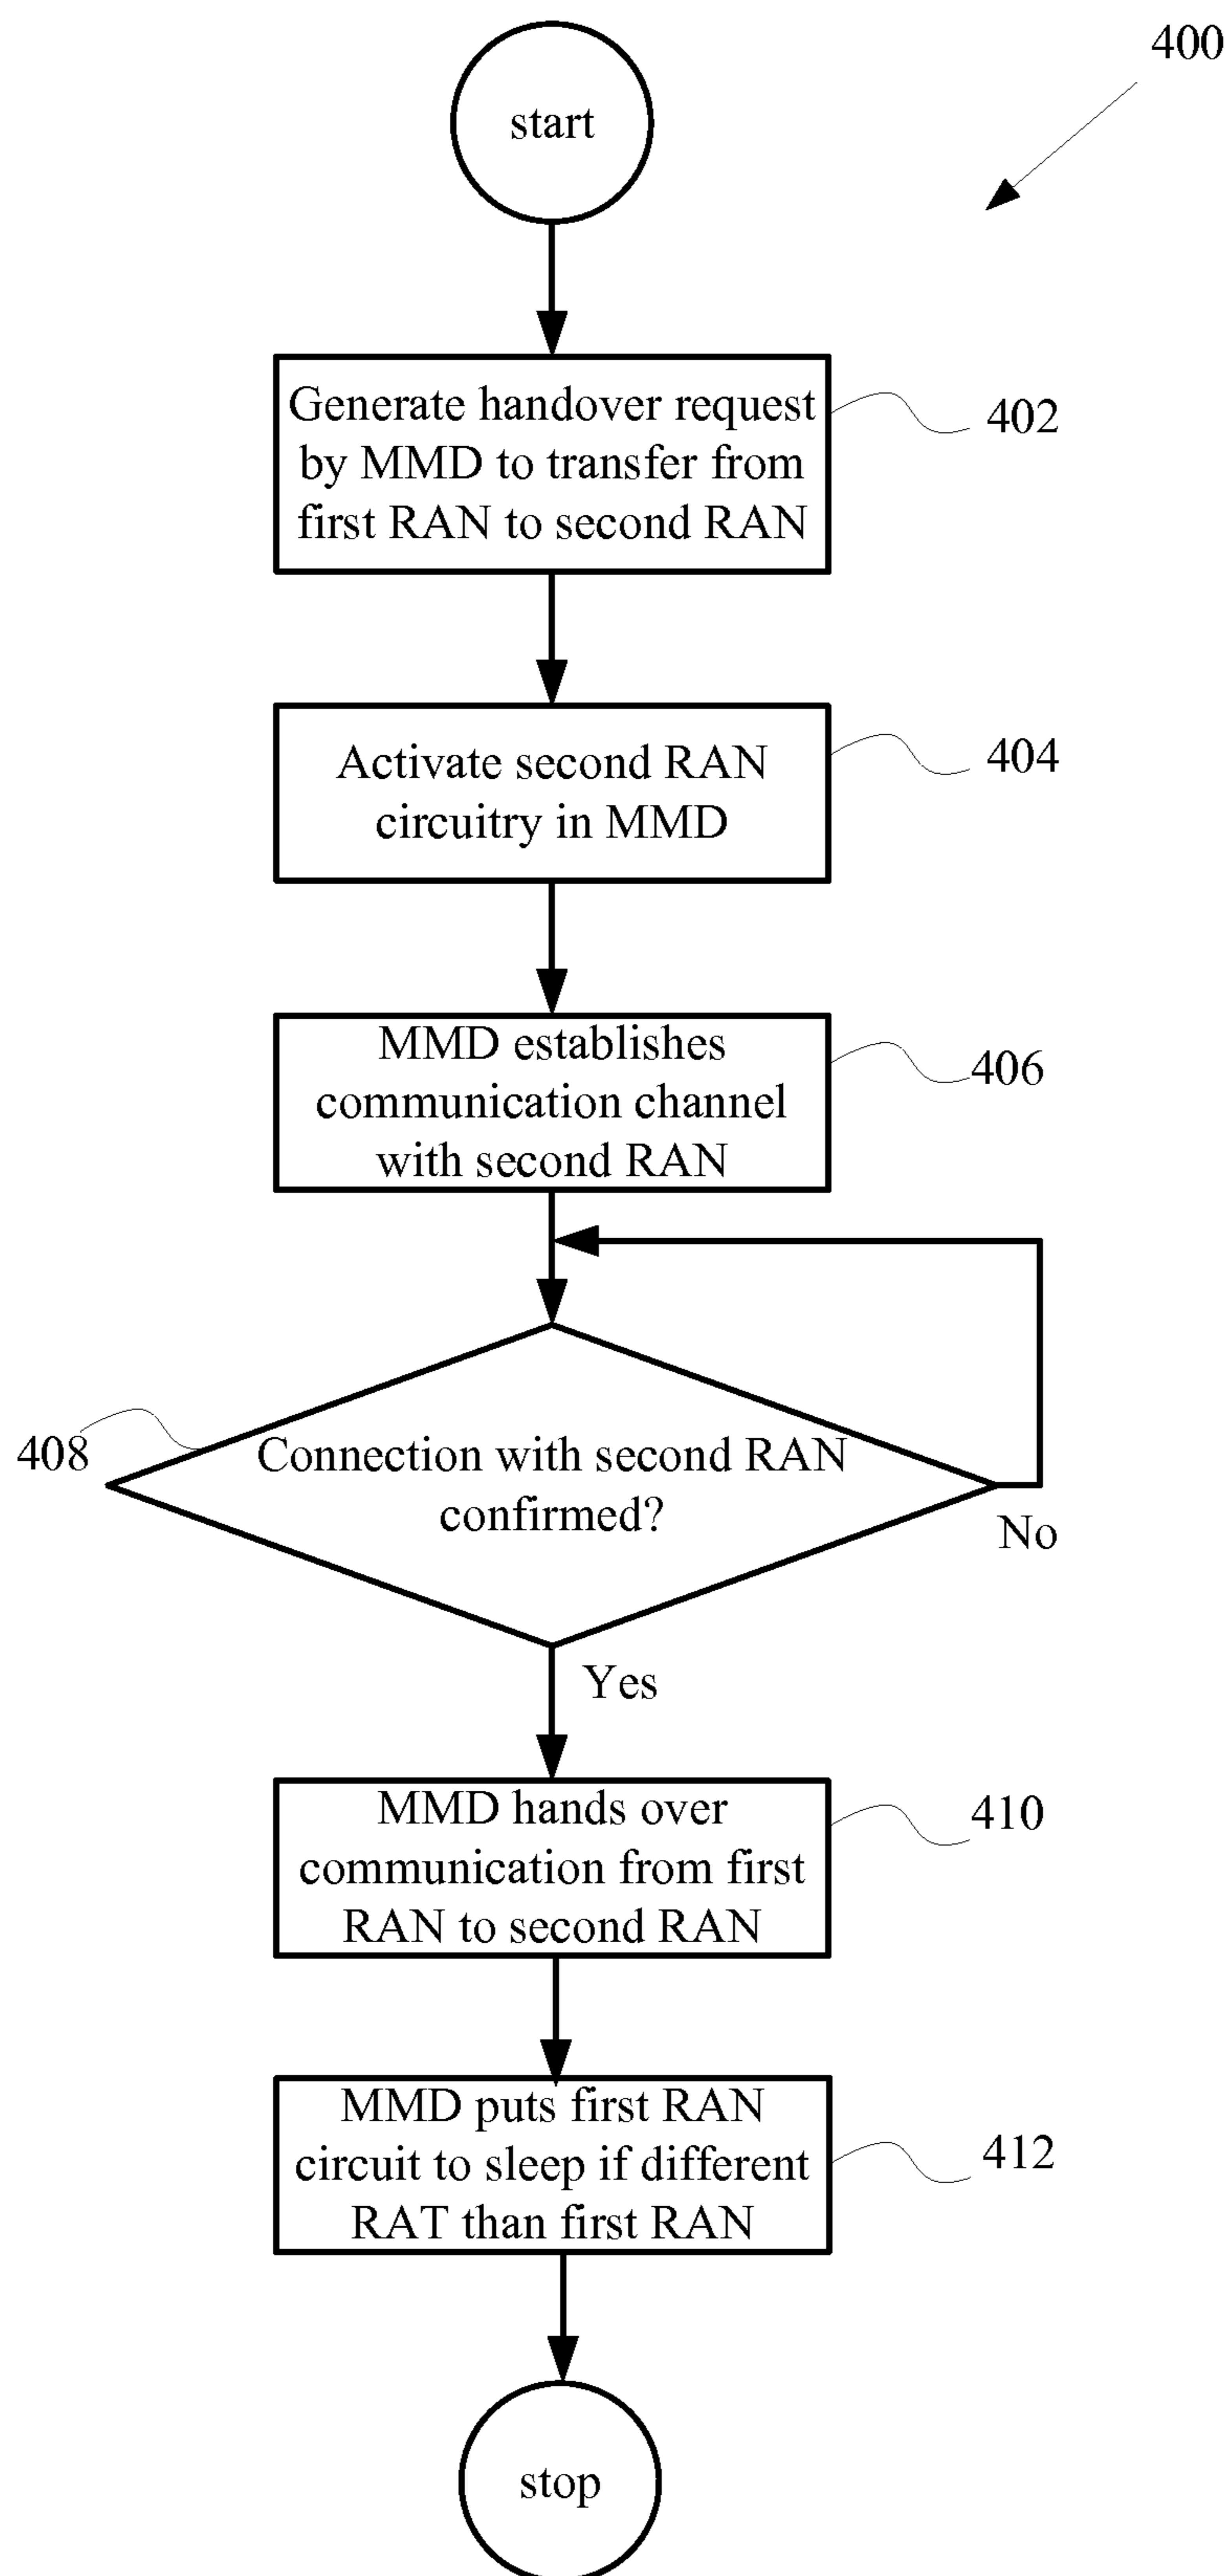 400
start
Generate handover request
by MMD to transfer from
first RAN to second RAN
402
Activate second RAN
circuitry in MMD
404
MMD establishes
communication channel
with second RAN
406
408
Connection with second RAN
confirmed?
No
Yes
MMD hands over
communication from first
RAN to second RAN
410
MMD puts first RAN
circuit to sleep if different
RAT than first RAN
412
stop